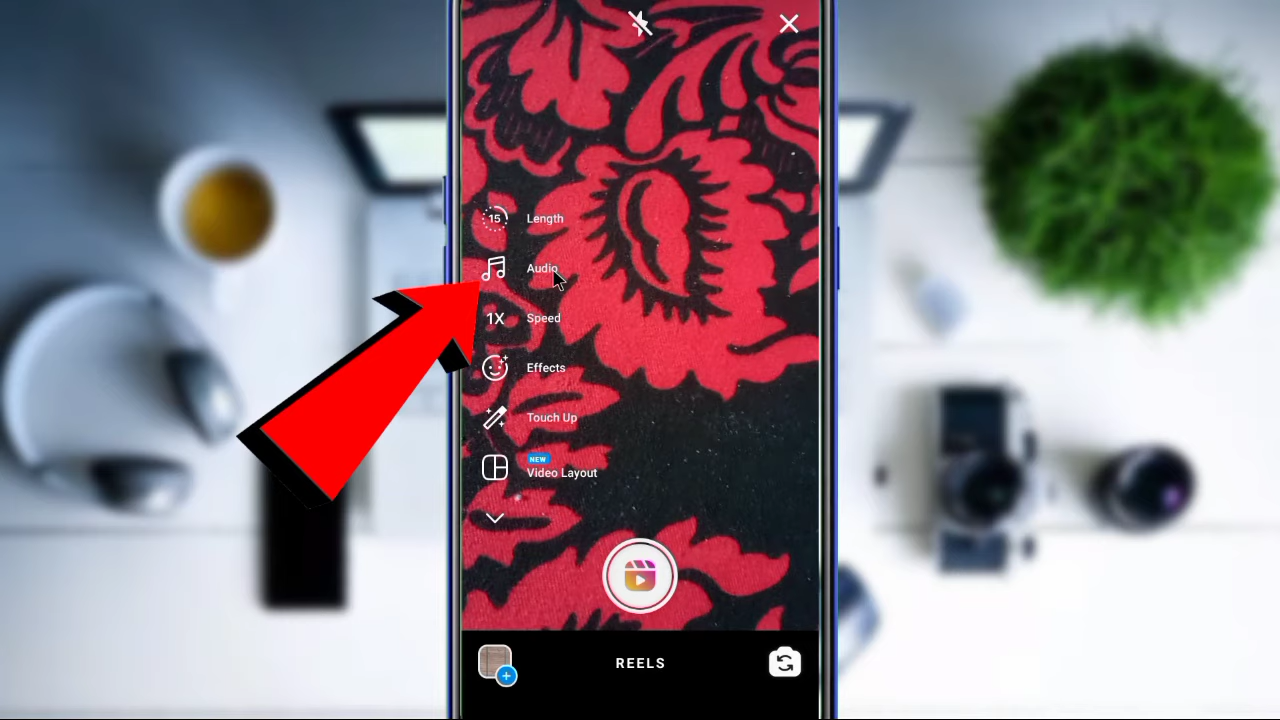 15 Length
Audio
1X Speed
Effects
Touch Up
NEW
Video Layout
REELS